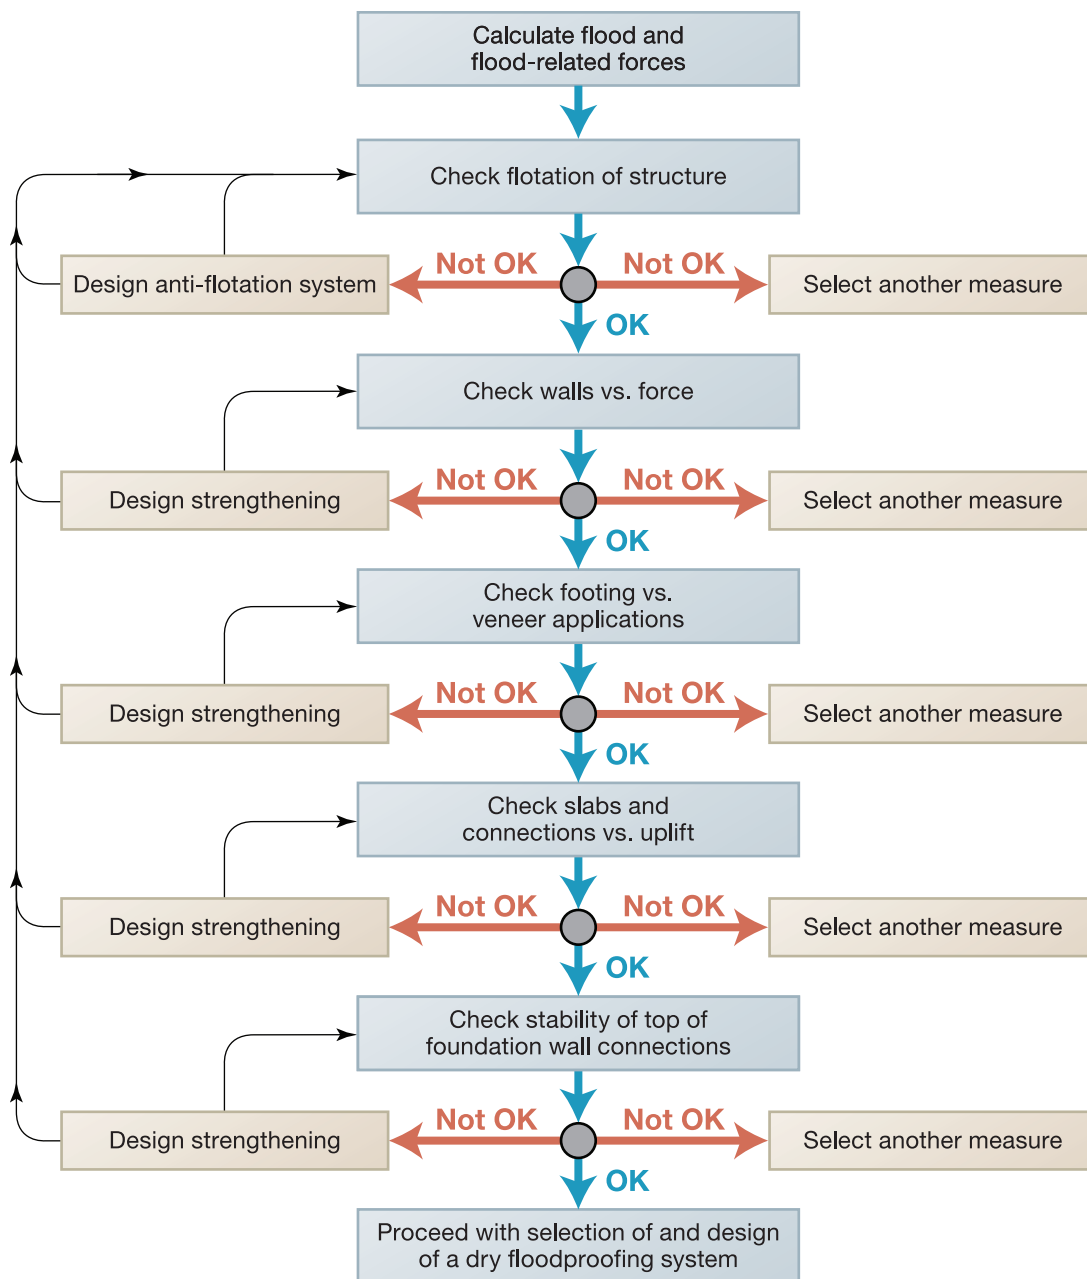 Calculate flood and
flood-related forces
Check flotation of structure
Not OK
Not OK
Design anti-flotation system
Select another measure
OK
Check walls vs. force
Not OK
Not OK
Design strengthening
Select another measure
OK
Check footing vs.
veneer applications
Not OK
Not OK
Design strengthening
Select another measure
OK
Check slabs and
connections vs. uplift
Not OK
Not OK
Design strengthening
Select another measure
OK
Check stability of top of
foundation wall connections
Not OK
Not OK
Design strengthening
Select another measure
OK
Proceed with selection of and design
of a dry floodproofing system